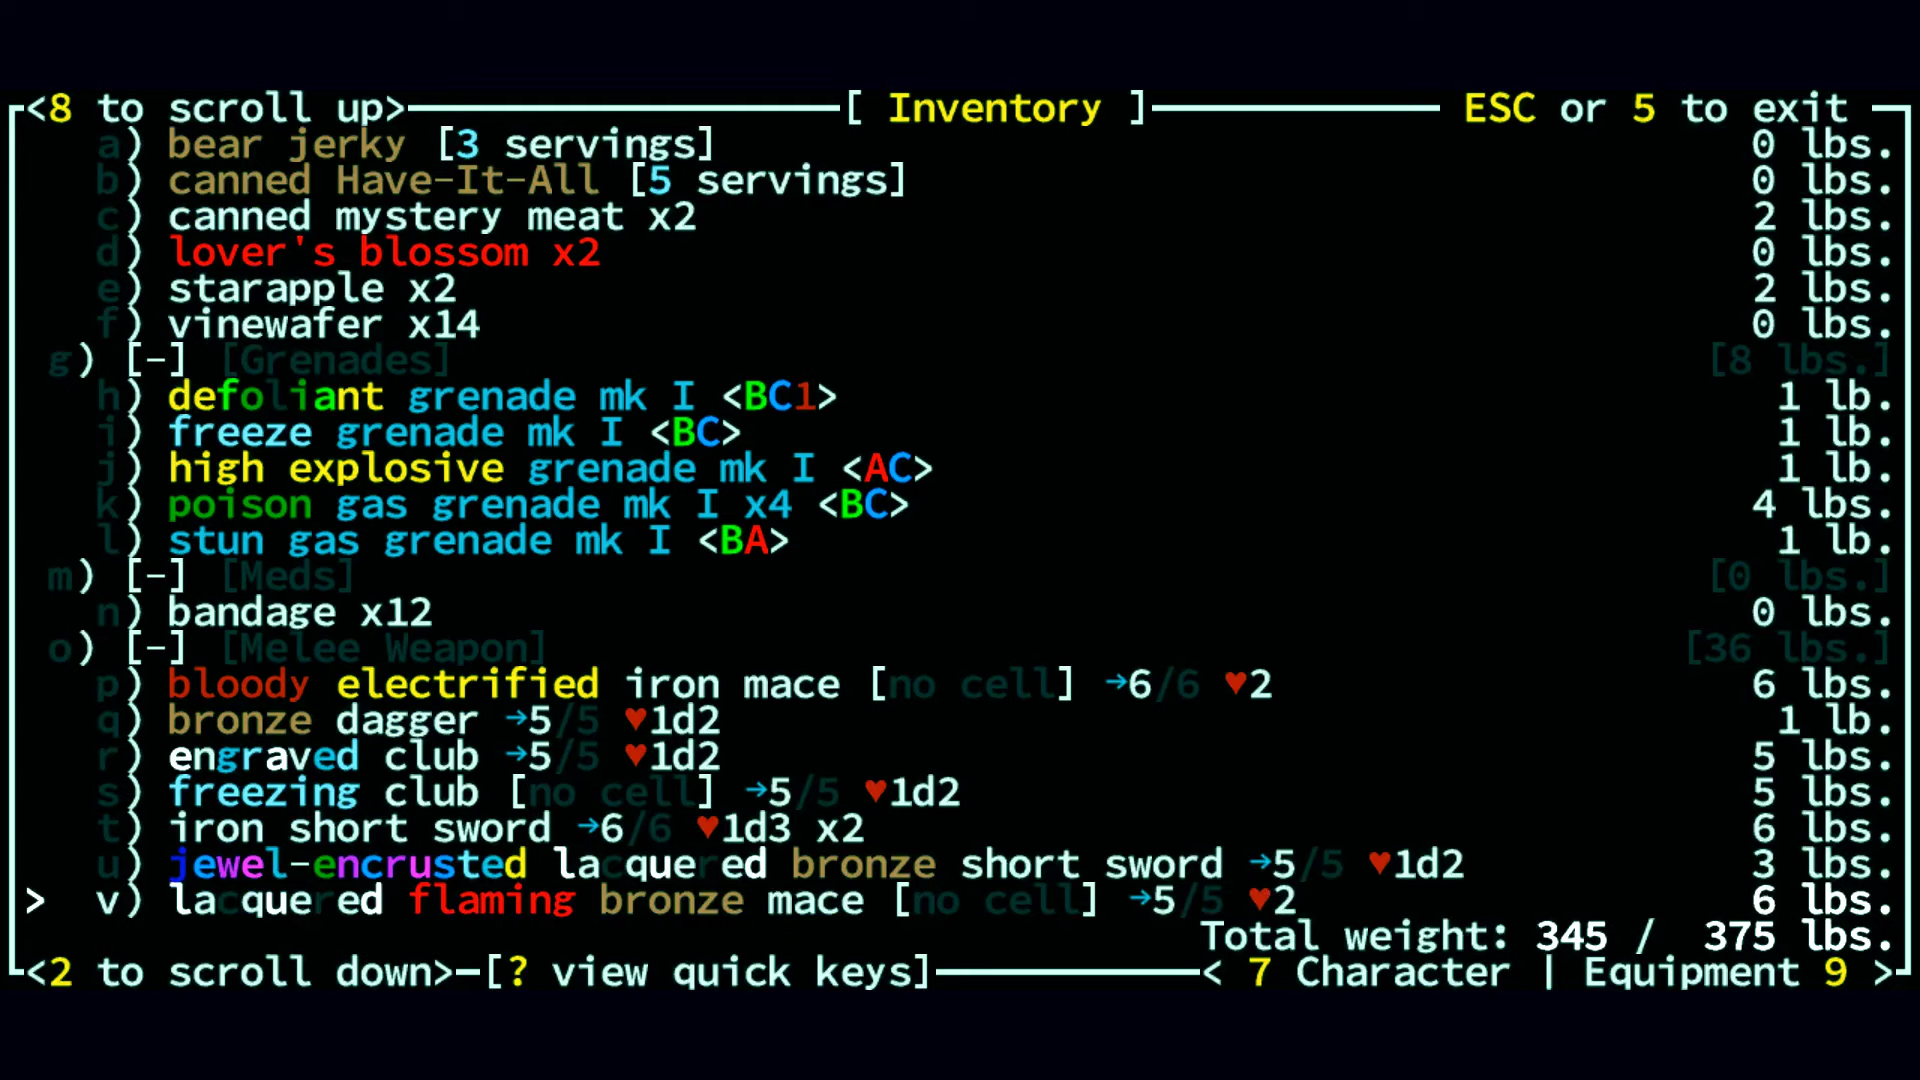 <8 to scroll up> [ Inventory ] ESC or 5 to exit
a) bear jerky [3 servings] 0 lbs.
b) canned Have-It-All [5 servings] 0 lbs.
c) canned mystery meat x2 2 lbs.
d) lover's blossom x2 0 lbs.
e) starapple x2 2 lbs.
f) vinewafer x14 0 lbs.
g) [-] [Grenades] [8 lbs.]
h) defoliant grenade mk I <BC1> 1 lb.
i) freeze grenade mk I <BC> 1 lb.
j) high explosive grenade mk I <AC> 1 lb.
k) poison gas grenade mk I x4 <BC> 4 lbs.
l) stun gas grenade mk I <BA> 1 lb.
m) [-] [Meds] [0 lbs.]
n) bandage x12 0 lbs.
o) [-] [Melee Weapon] [36 lbs.]
p) bloody electrified iron mace [no cell] →6/6 ♥2 6 lbs.
q) bronze dagger →5/5 ♥1d2 1 lb.
r) engraved club →5/5 ♥1d2 5 lbs.
s) freezing club [no cell] →5/5 ♥1d2 5 lbs.
t) iron short sword →6/6 ♥1d3 x2 6 lbs.
u) jewel-encrusted lacquered bronze short sword →5/5 ♥1d2 3 lbs.
> v) lacquered flaming bronze mace [no cell] →5/5 ♥2 6 lbs.
Total weight: 345 / 375 lbs.
<2 to scroll down> [? view quick keys] < 7 Character | Equipment 9 >